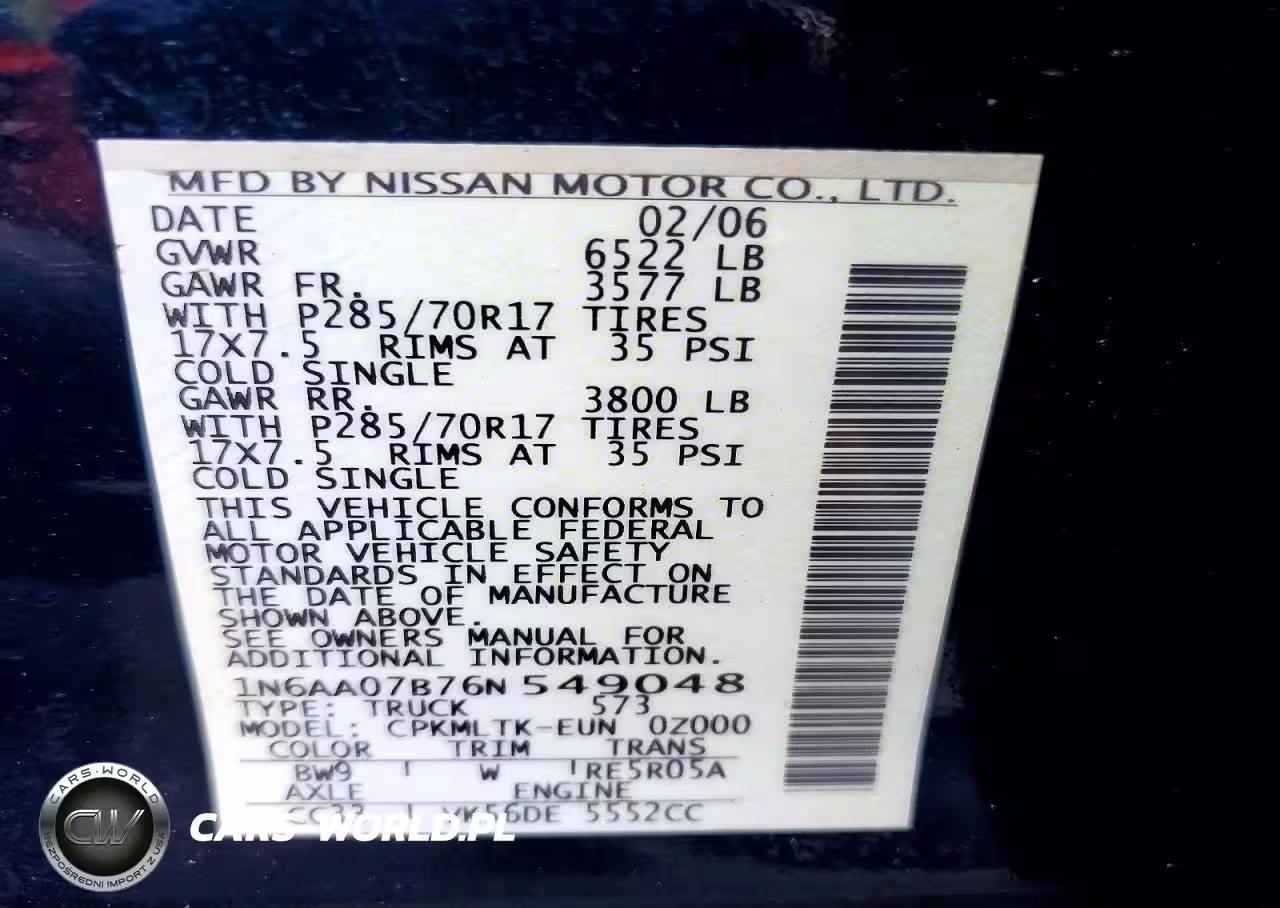 MFD BY NISSAN MOTOR CO., LTD.
DATE 02/06
GVWR 6522 LB
GAWR FR. 3577 LB
WITH P285/70R17 TIRES
17X7.5 RIMS AT 35 PSI
COLD SINGLE
GAWR RR. 3800 LB
WITH P285/70R17 TIRES
17X7.5 RIMS AT 35 PSI
COLD SINGLE
THIS VEHICLE CONFORMS TO
ALL APPLICABLE FEDERAL
MOTOR VEHICLE SAFETY
STANDARDS IN EFFECT ON
THE DATE OF MANUFACTURE
SHOWN ABOVE.
SEE OWNERS MANUAL FOR
ADDITIONAL INFORMATION.
1N6AA07B76N549048
TYPE: TRUCK 573
MODEL: CPKMLTK-EUN 0Z000
COLOR TRIM TRANS
BW9 W RE5R05A
AXLE ENGINE
VK56DE 5552CC
CARS-WORLD
CW
BEZPOŚREDNI IMPORT Z USA
CARS-WORLD.PL